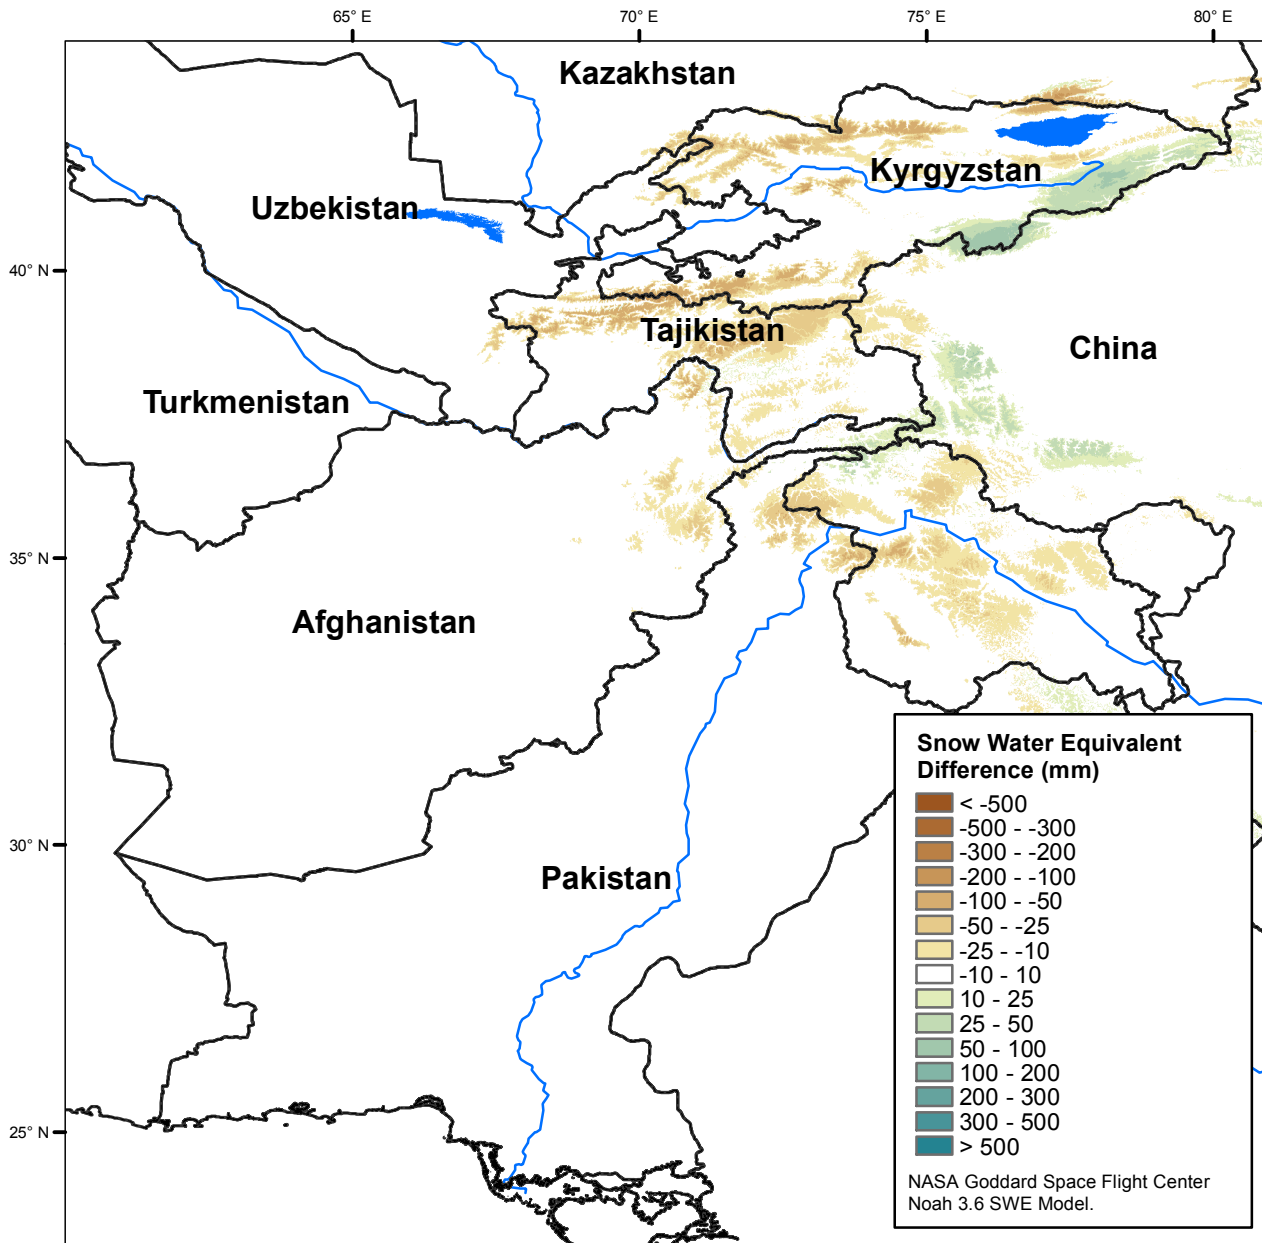 65° E
70° E
75° E
80° E
Kazakhstan
Kyrgyzstan
Uzbekistan
40° N
Tajikistan
China
Turkmenistan
35° N
Afghanistan
30° N
Pakistan
25° N
Snow Water Equivalent
Difference (mm)
< -500
-500 - -300
-300 - -200
-200 - -100
-100 - -50
-50 - -25
-25 - -10
-10 - 10
10 - 25
25 - 50
50 - 100
100 - 200
200 - 300
300 - 500
> 500
NASA Goddard Space Flight Center
Noah 3.6 SWE Model.